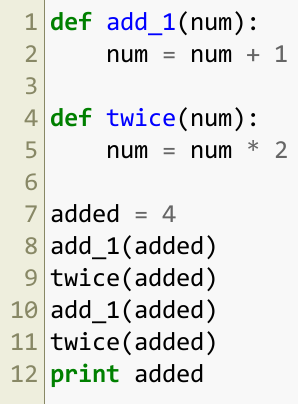 1 def add_1(num):
2     num = num + 1
3
4 def twice(num):
5     num = num * 2
6
7 added = 4
8 add_1(added)
9 twice(added)
10 add_1(added)
11 twice(added)
12 print added